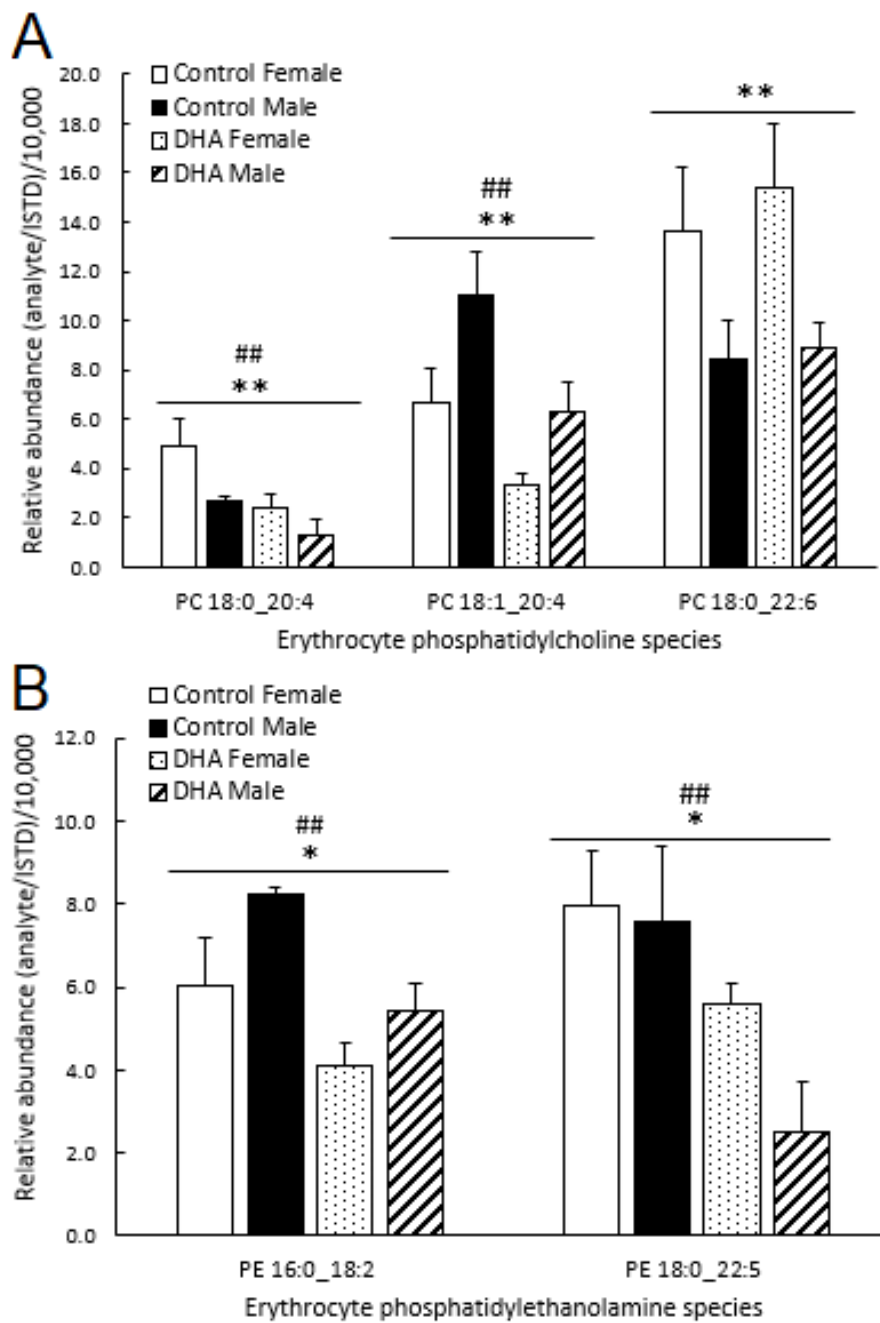 A
Relative abundance (analyte/ISTD)/10,000
20.0
18.0
16.0
14.0
12.0
10.0
8.0
6.0
4.0
2.0
0.0
Control Female
Control Male
DHA Female
DHA Male
##
**
##
**
**
PC 18:0_20:4
PC 18:1_20:4
PC 18:0_22:6
Erythrocyte phosphatidylcholine species
B
Relative abundance (analyte/ISTD)/10,000
12.0
10.0
8.0
6.0
4.0
2.0
0.0
Control Female
Control Male
DHA Female
DHA Male
##
*
##
*
PE 16:0_18:2
PE 18:0_22:5
Erythrocyte phosphatidylethanolamine species